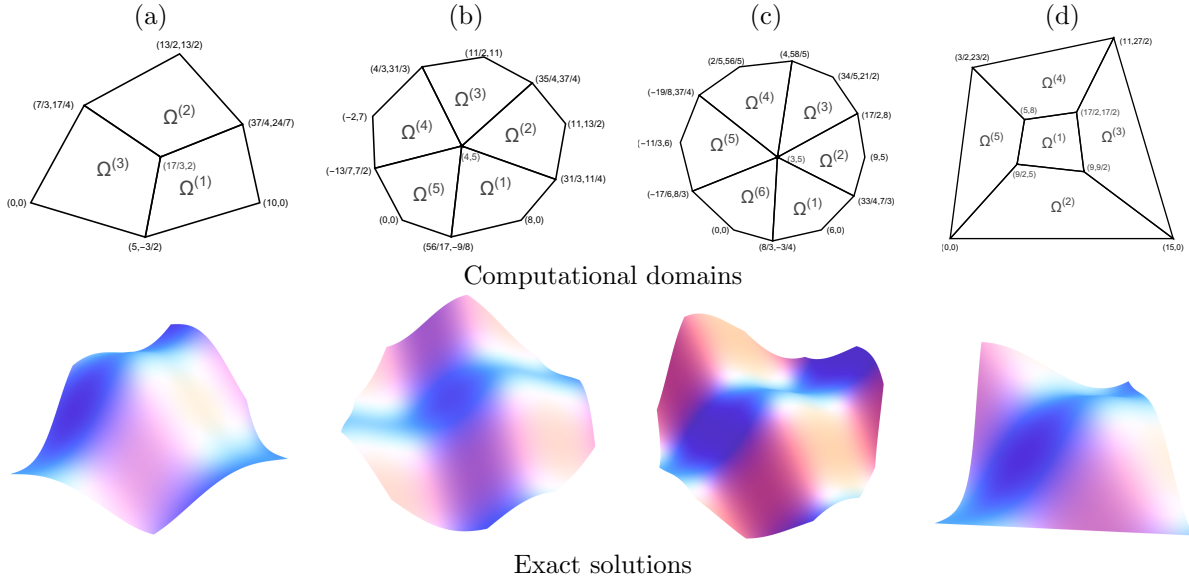 (a)
(b)
(c)
(d)
(13/2,13/2)
(7/3,17/4)
(37/4,24/7)
(17/3,2)
(0,0)
(10,0)
(5,−3/2)
Ω(2)
Ω(3)
Ω(1)
(11/2,11)
(4/3,31/3)
(35/4,37/4)
(−2,7)
(11,13/2)
(4,5)
(−13/7,7/2)
(31/3,11/4)
(0,0)
(8,0)
(56/17,−9/8)
Ω(3)
Ω(2)
Ω(4)
Ω(5)
Ω(1)
(4,58/5)
(2/5,56/5)
(34/5,21/2)
(−19/8,37/4)
(17/2,8)
(−11/3,6)
(3,5)
(9,5)
(−17/6,8/3)
(33/4,7/3)
(0,0)
(6,0)
(8/3,−3/4)
Ω(4)
Ω(3)
Ω(5)
Ω(2)
Ω(6)
Ω(1)
(11,27/2)
(3/2,23/2)
(5,8)
(17/2,17/2)
(9/2,5)
(9,9/2)
(0,0)
(15,0)
Ω(4)
Ω(5)
Ω(1)
Ω(3)
Ω(2)
Computational domains
Exact solutions